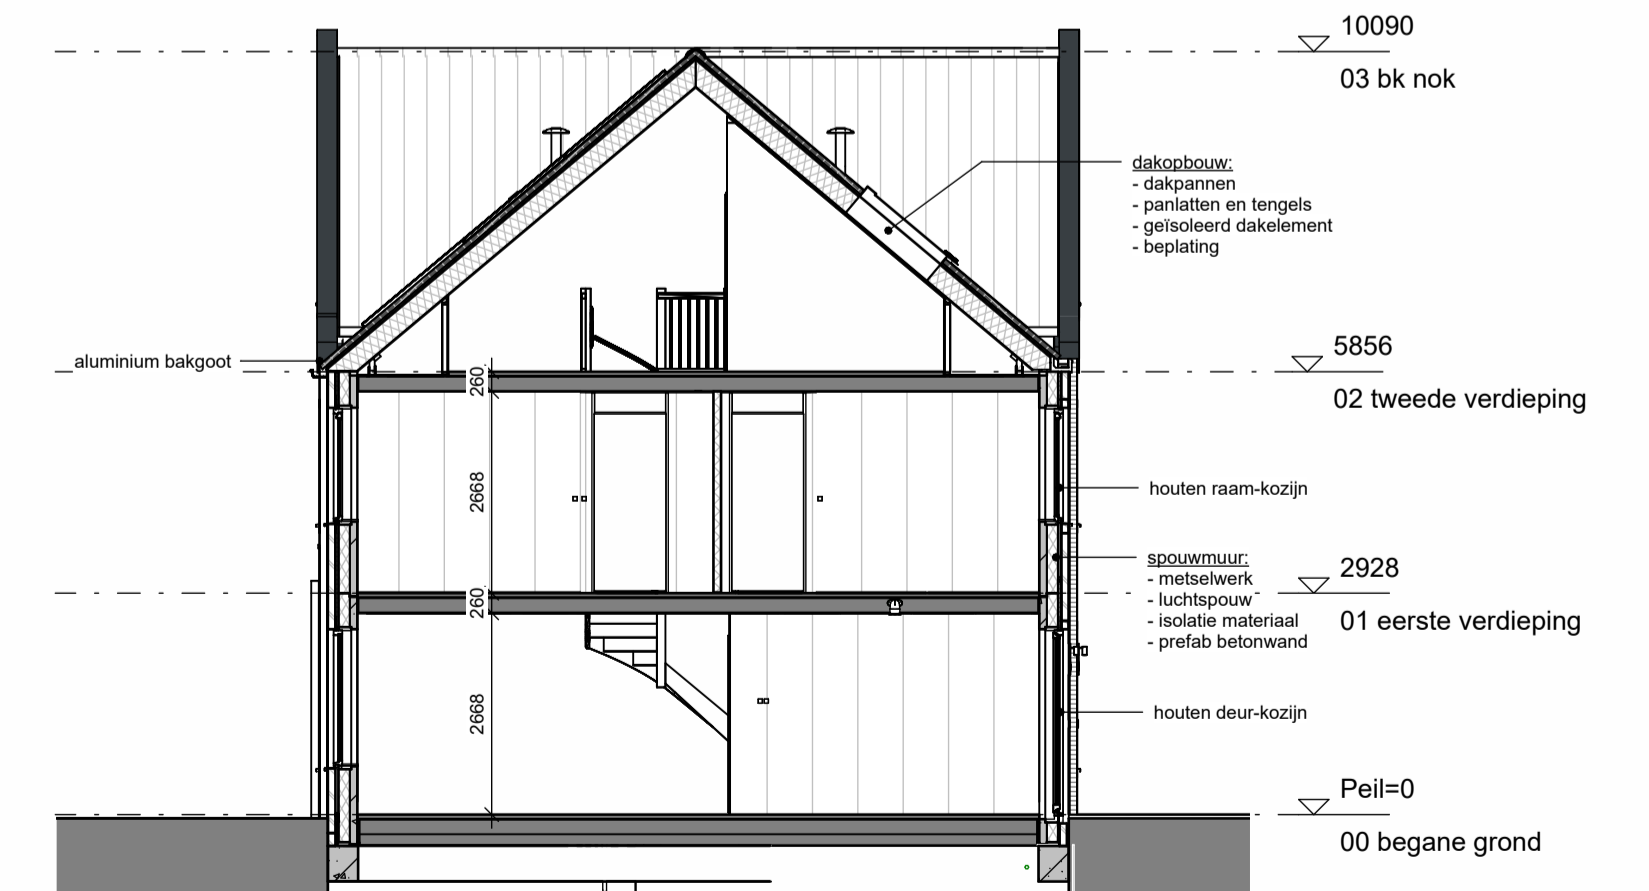 10090
03 bk nok
dakopbouw:
- dakpannen
- panlatten en tengels
- geïsoleerd dakelement
- beplating
5856
aluminium bakgoot
260
02 tweede verdieping
2668
houten raam-kozijn
spouwmuur:
- metselwerk
- luchtspouw
- isolatie materiaal
- prefab betonwand
2928
260
01 eerste verdieping
2668
houten deur-kozijn
Peil=0
00 begane grond